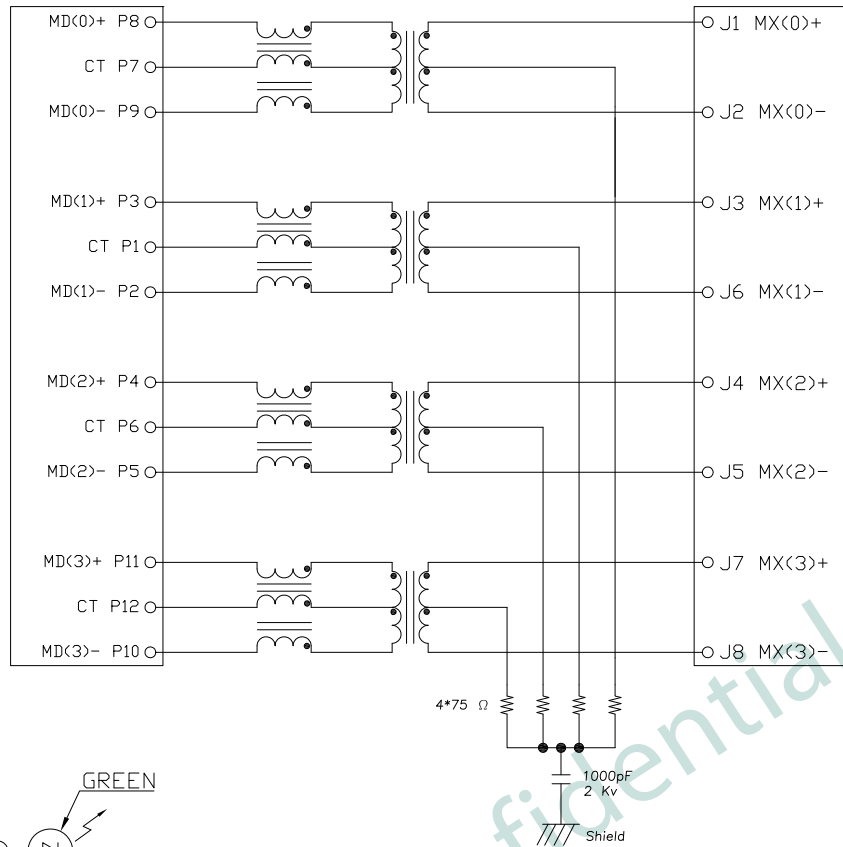 MD(0)+ P8
J1 MX(0)+
CT P7
MD(0)- P9
J2 MX(0)-
MD(1)+ P3
J3 MX(1)+
CT P1
MD(1)- P2
J6 MX(1)-
MD(2)+ P4
J4 MX(2)+
CT P6
MD(2)- P5
J5 MX(2)-
MD(3)+ P11
J7 MX(3)+
CT P12
MD(3)- P10
J8 MX(3)-
4*75 Ω
1000pF
2 Kv
Shield
GREEN
fidential